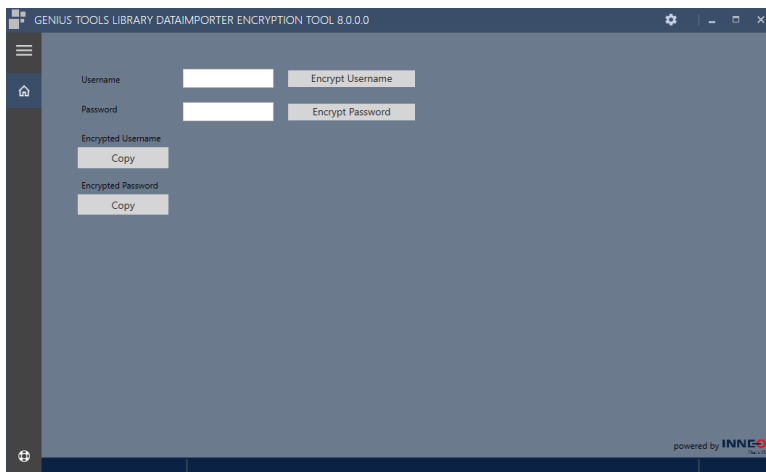 GENIUS TOOLS LIBRARY DATAIMPORTER ENCRYPTION TOOL 8.0.0.0
Username
Encrypt Username
Password
Encrypt Password
Encrypted Username
Copy
Encrypted Password
Copy
powered by INNEO